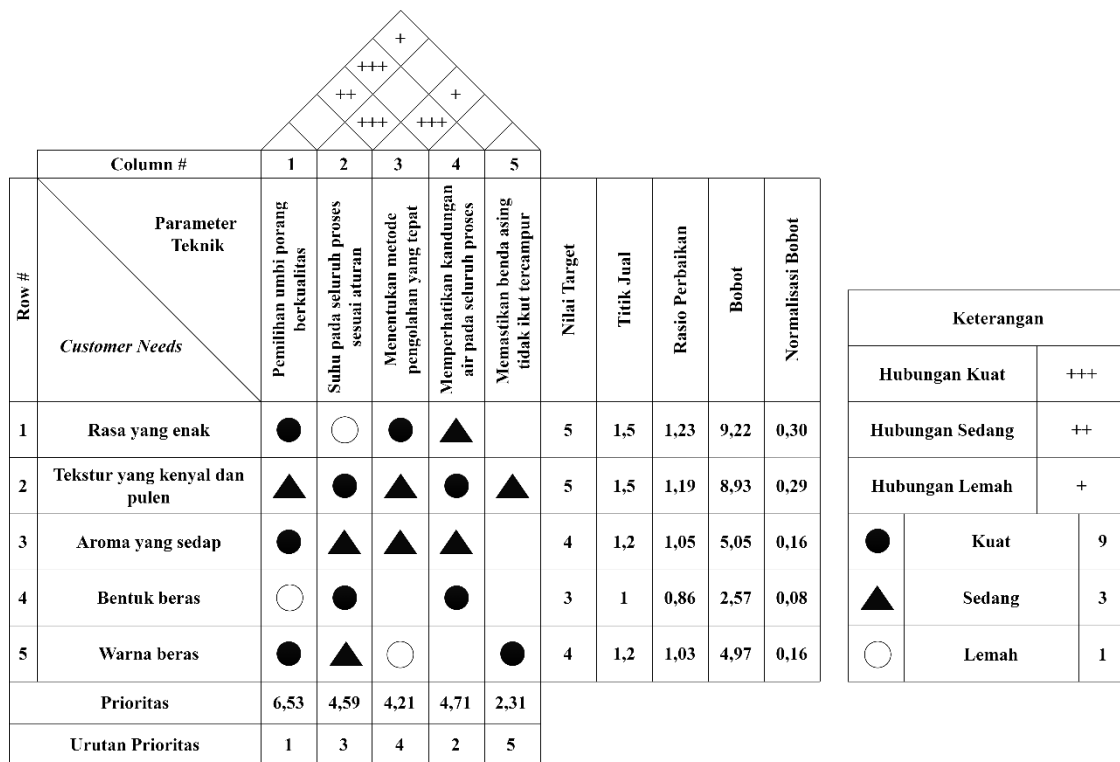 +
+++
++ +
+++ +++
Column # 1 2 3 4 5
Row #
Parameter
Teknik
Customer Needs
Pemilihan umbi porang
berkualitas
Suhu pada seluruh proses
sesuai aturan
Menentukan metode
pengolahan yang tepat
Memperhatikan kandungan
air pada seluruh proses
Memastikan benda asing
tidak ikut tercampur
Nilai Target
Titik Jual
Rasio Perbaikan
Bobot
Normalisasi Bobot
1 Rasa yang enak 5 1,5 1,23 9,22 0,30
2 Tekstur yang kenyal dan
pulen 5 1,5 1,19 8,93 0,29
3 Aroma yang sedap 4 1,2 1,05 5,05 0,16
4 Bentuk beras 3 1 0,86 2,57 0,08
5 Warna beras 4 1,2 1,03 4,97 0,16
Prioritas 6,53 4,59 4,21 4,71 2,31
Urutan Prioritas 1 3 4 2 5
Keterangan
Hubungan Kuat +++
Hubungan Sedang ++
Hubungan Lemah +
Kuat 9
Sedang 3
Lemah 1